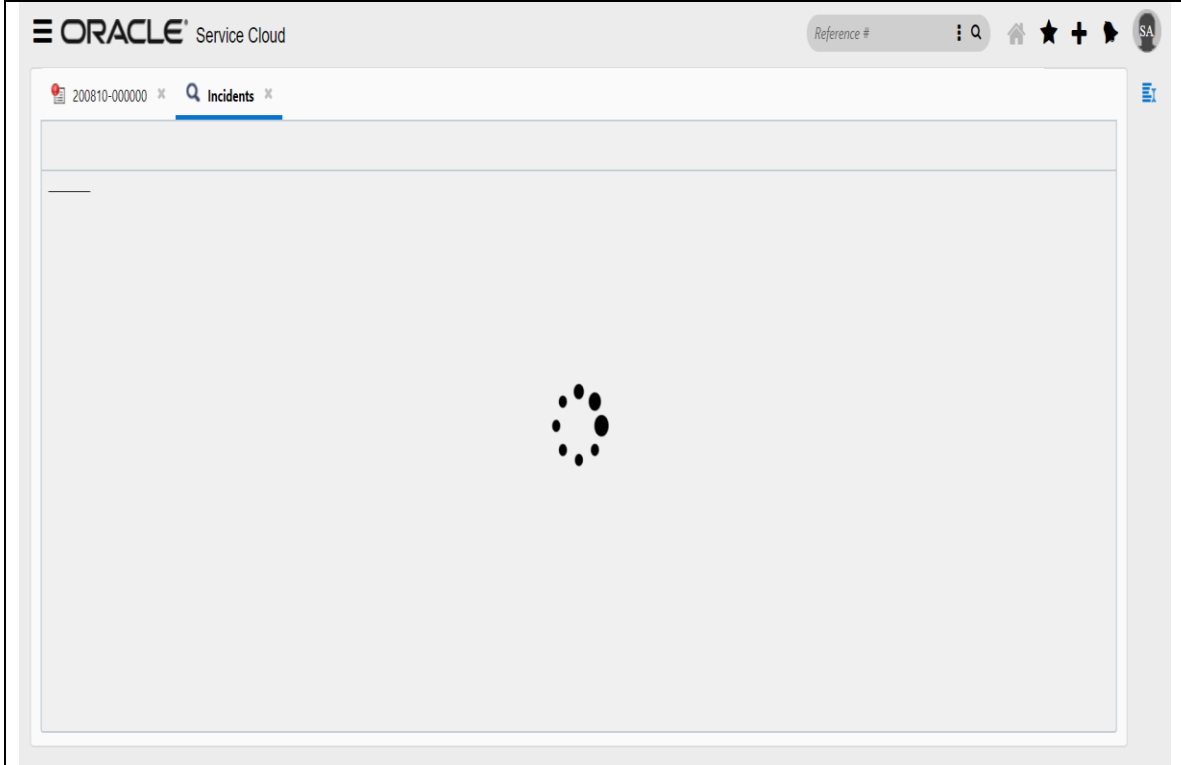 ORACLE Service Cloud
Reference #
SA
200810-000000
Incidents